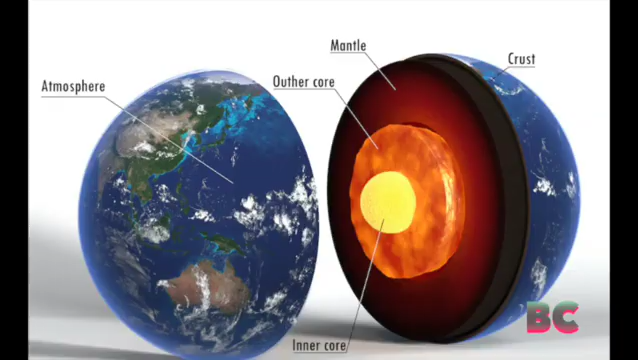 Mantle
Crust
Outher core
Atmosphere
BC
Inner core